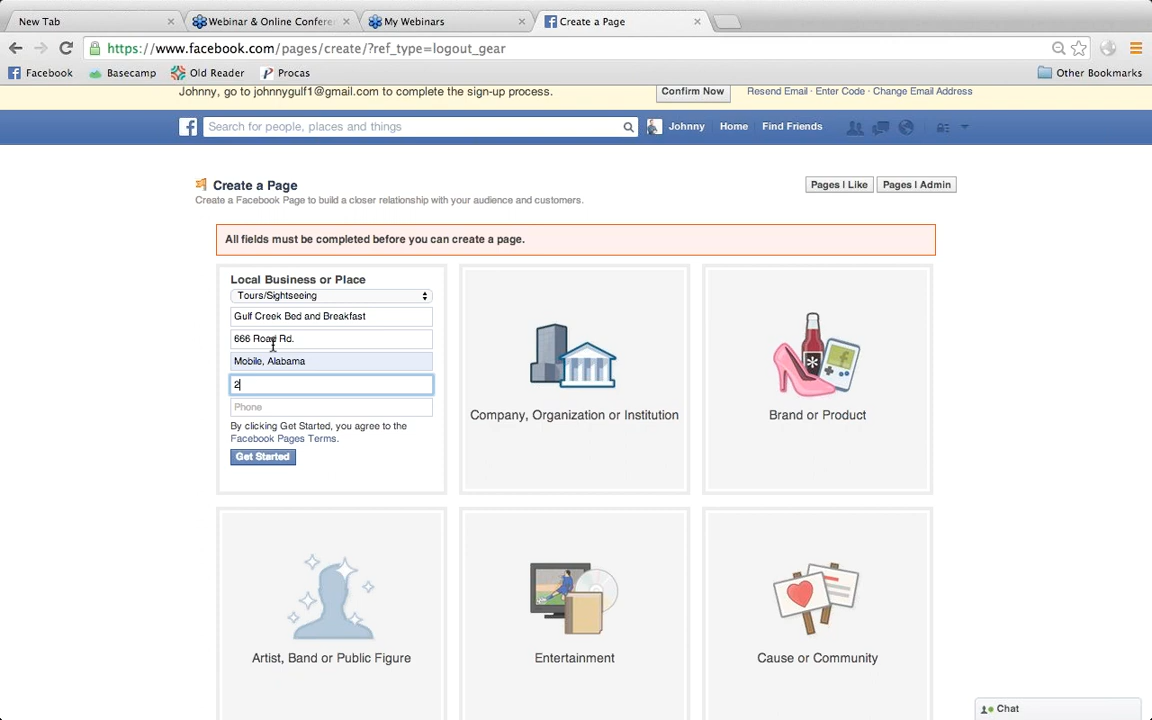 New Tab
Webinar & Online Conferen
My Webinars
Create a Page
https://www.facebook.com/pages/create/?ref_type=logout_gear
Facebook
Basecamp
Old Reader
Procas
Other Bookmarks
Johnny, go to johnnygulf1@gmail.com to complete the sign-up process.
Confirm Now
Resend Email · Enter Code · Change Email Address
Search for people, places and things
Johnny
Home
Find Friends
Create a Page
Pages I Like
Pages I Admin
Create a Facebook Page to build a closer relationship with your audience and customers.
All fields must be completed before you can create a page.
Local Business or Place
Tours/Sightseeing
Gulf Creek Bed and Breakfast
666 Road Rd.
Mobile, Alabama
2
Phone
By clicking Get Started, you agree to the
Facebook Pages Terms.
Get Started
Company, Organization or Institution
Brand or Product
Artist, Band or Public Figure
Entertainment
Cause or Community
Chat